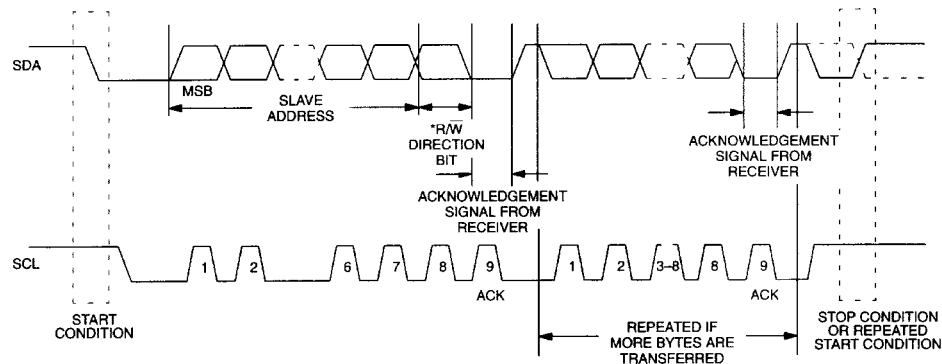 SDA
MSB
SLAVE
ADDRESS
*R/W̅
DIRECTION
BIT
ACKNOWLEDGEMENT
SIGNAL FROM
RECEIVER
ACKNOWLEDGEMENT
SIGNAL FROM
RECEIVER
SCL
1 2 6 7 8 9 1 2 3–8 8 9
ACK ACK
START
CONDITION
REPEATED IF
MORE BYTES ARE
TRANSFERRED
STOP CONDITION
OR REPEATED
START CONDITION